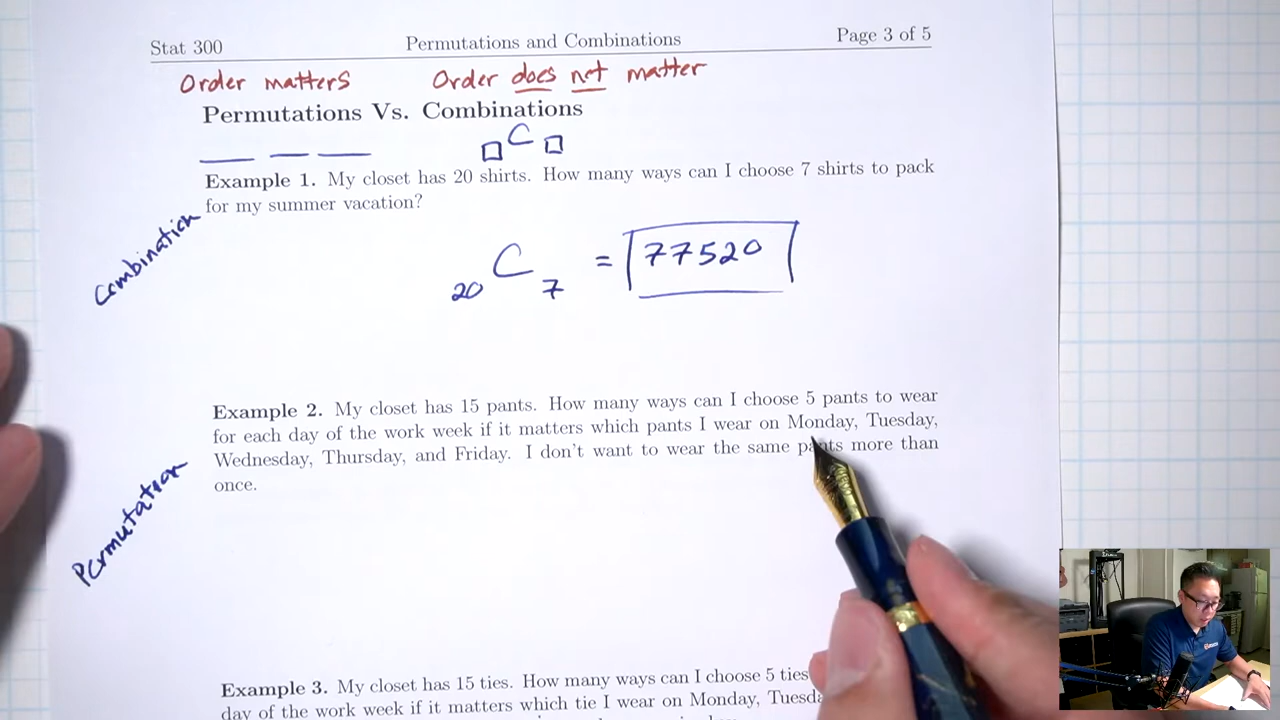 Stat 300 Permutations and Combinations Page 3 of 5
Order matters Order does not matter
Permutations Vs. Combinations
C
Example 1. My closet has 20 shirts. How many ways can I choose 7 shirts to pack
for my summer vacation?
Combination
20 C 7 = 77520
Example 2. My closet has 15 pants. How many ways can I choose 5 pants to wear
for each day of the work week if it matters which pants I wear on Monday, Tuesday,
Wednesday, Thursday, and Friday. I don't want to wear the same pants more than
once.
Permutation
Example 3. My closet has 15 ties. How many ways can I choose 5 ties
day of the work week if it matters which tie I wear on Monday, Tuesda